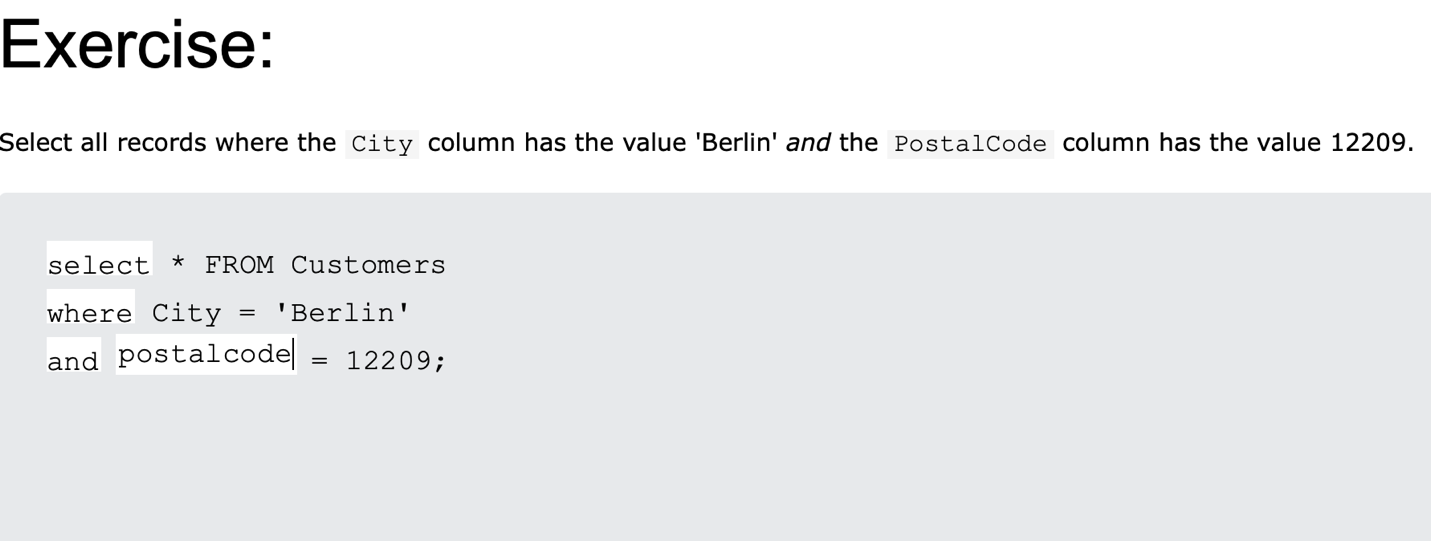 Exercise:
Select all records where the City column has the value 'Berlin' and the PostalCode column has the value 12209.
select * FROM Customers
where City = 'Berlin'
and postalcode = 12209;